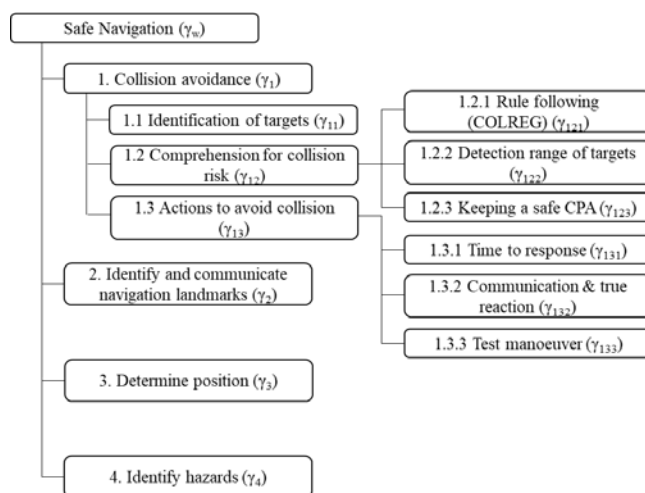 Safe Navigation (γw)
1. Collision avoidance (γ1)
1.1 Identification of targets (γ11)
1.2 Comprehension for collision
risk (γ12)
1.3 Actions to avoid collision
(γ13)
1.2.1 Rule following
(COLREG) (γ121)
1.2.2 Detection range of targets
(γ122)
1.2.3 Keeping a safe CPA (γ123)
1.3.1 Time to response (γ131)
1.3.2 Communication & true
reaction (γ132)
1.3.3 Test manoeuver (γ133)
2. Identify and communicate
navigation landmarks (γ2)
3. Determine position (γ3)
4. Identify hazards (γ4)